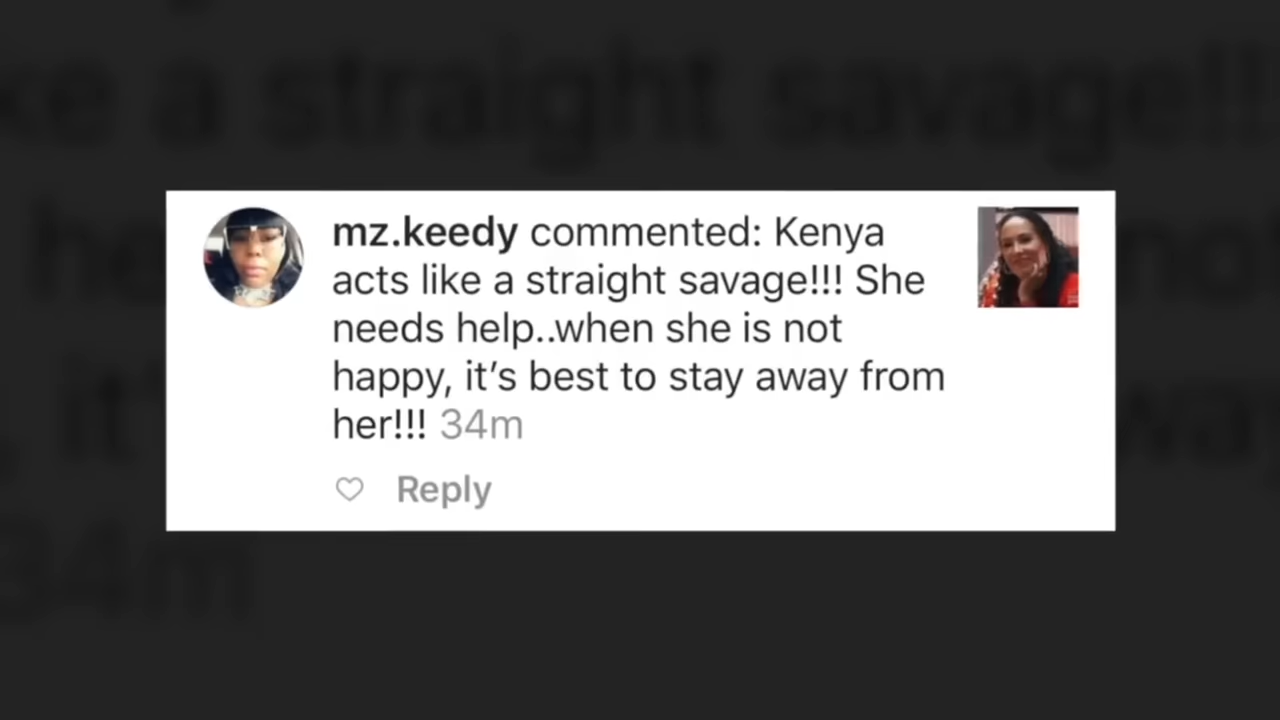 mz.keedy commented: Kenya
acts like a straight savage!!! She
needs help..when she is not
happy, it’s best to stay away from
her!!! 34m
Reply